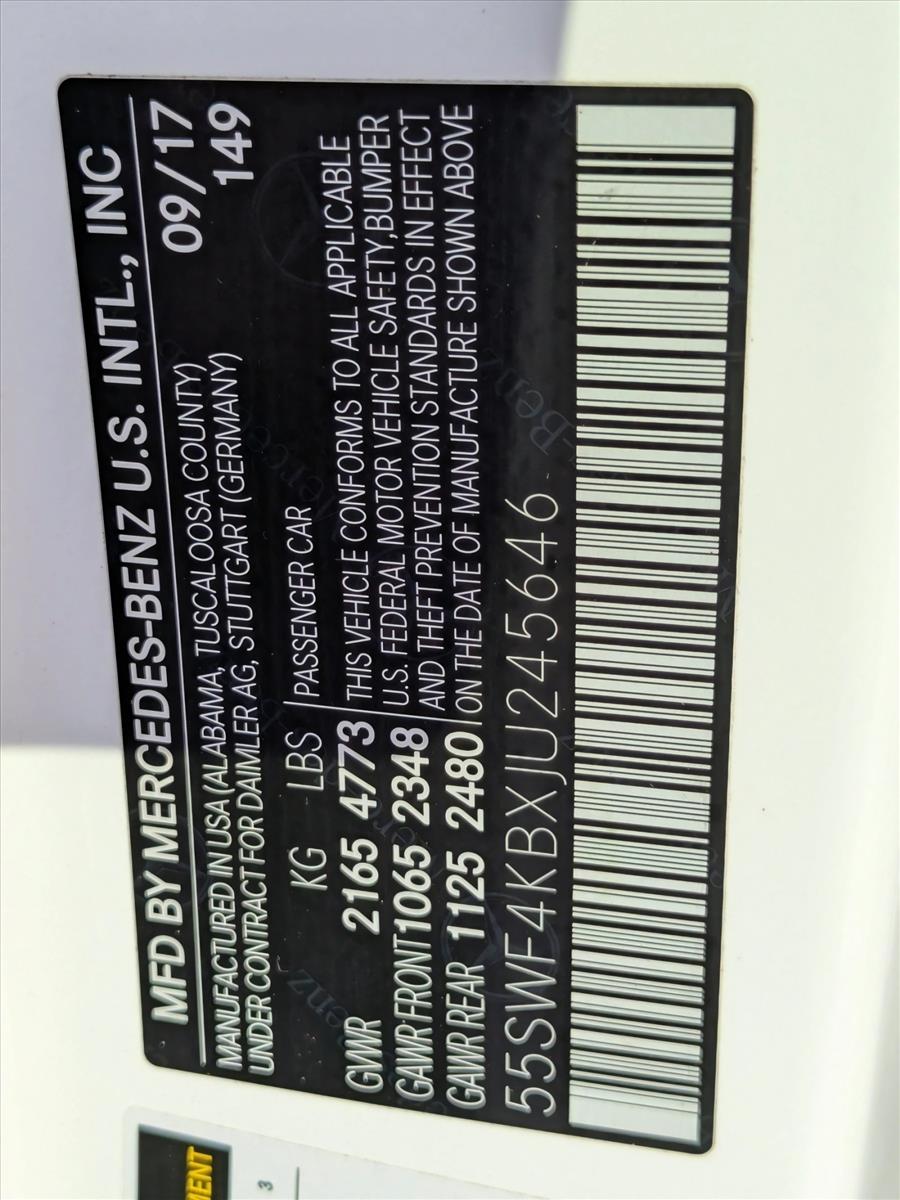 MFD BY MERCEDES-BENZ U.S. INTL., INC
MANUFACTURED IN USA (ALABAMA, TUSCALOOSA COUNTY) 09/17
UNDER CONTRACT FOR DAIMLER AG, STUTTGART (GERMANY) 149
KG LBS PASSENGER CAR
GVWR 2165 4773 THIS VEHICLE CONFORMS TO ALL APPLICABLE
GAWR FRONT 1065 2348 U.S. FEDERAL MOTOR VEHICLE SAFETY, BUMPER
AND THEFT PREVENTION STANDARDS IN EFFECT
GAWR REAR 1125 2480 ON THE DATE OF MANUFACTURE SHOWN ABOVE
55SWF4KBXJU245646
3